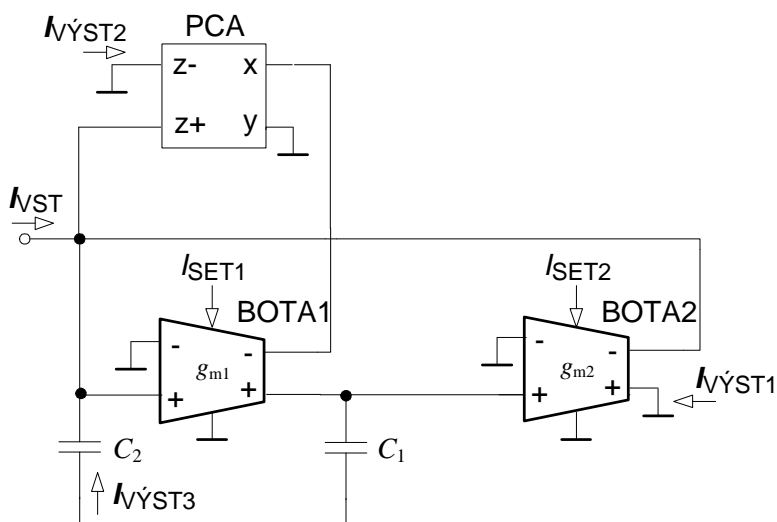 IVÝST2
PCA
z- x
z+ y
IVST
ISET1
BOTA1
ISET2
BOTA2
- -
gm1
+ +
- -
gm2
+ +
IVÝST1
C2
C1
IVÝST3